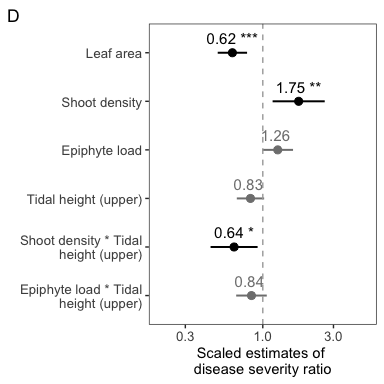 D
Leaf area
0.62 ***
Shoot density
1.75 **
Epiphyte load
1.26
Tidal height (upper)
0.83
Shoot density * Tidal
height (upper)
0.64 *
Epiphyte load * Tidal
height (upper)
0.84
0.3 1.0 3.0
Scaled estimates of
disease severity ratio